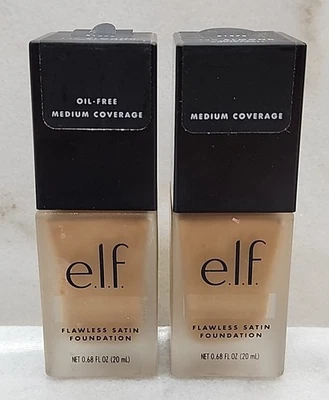 OIL-FREE
MEDIUM COVERAGE
e.l.f.
FLAWLESS SATIN
FOUNDATION
NET 0.68 FL OZ (20 mL)
MEDIUM COVERAGE
e.l.f.
FLAWLESS SATIN
FOUNDATION
NET 0.68 FL OZ (20 mL)